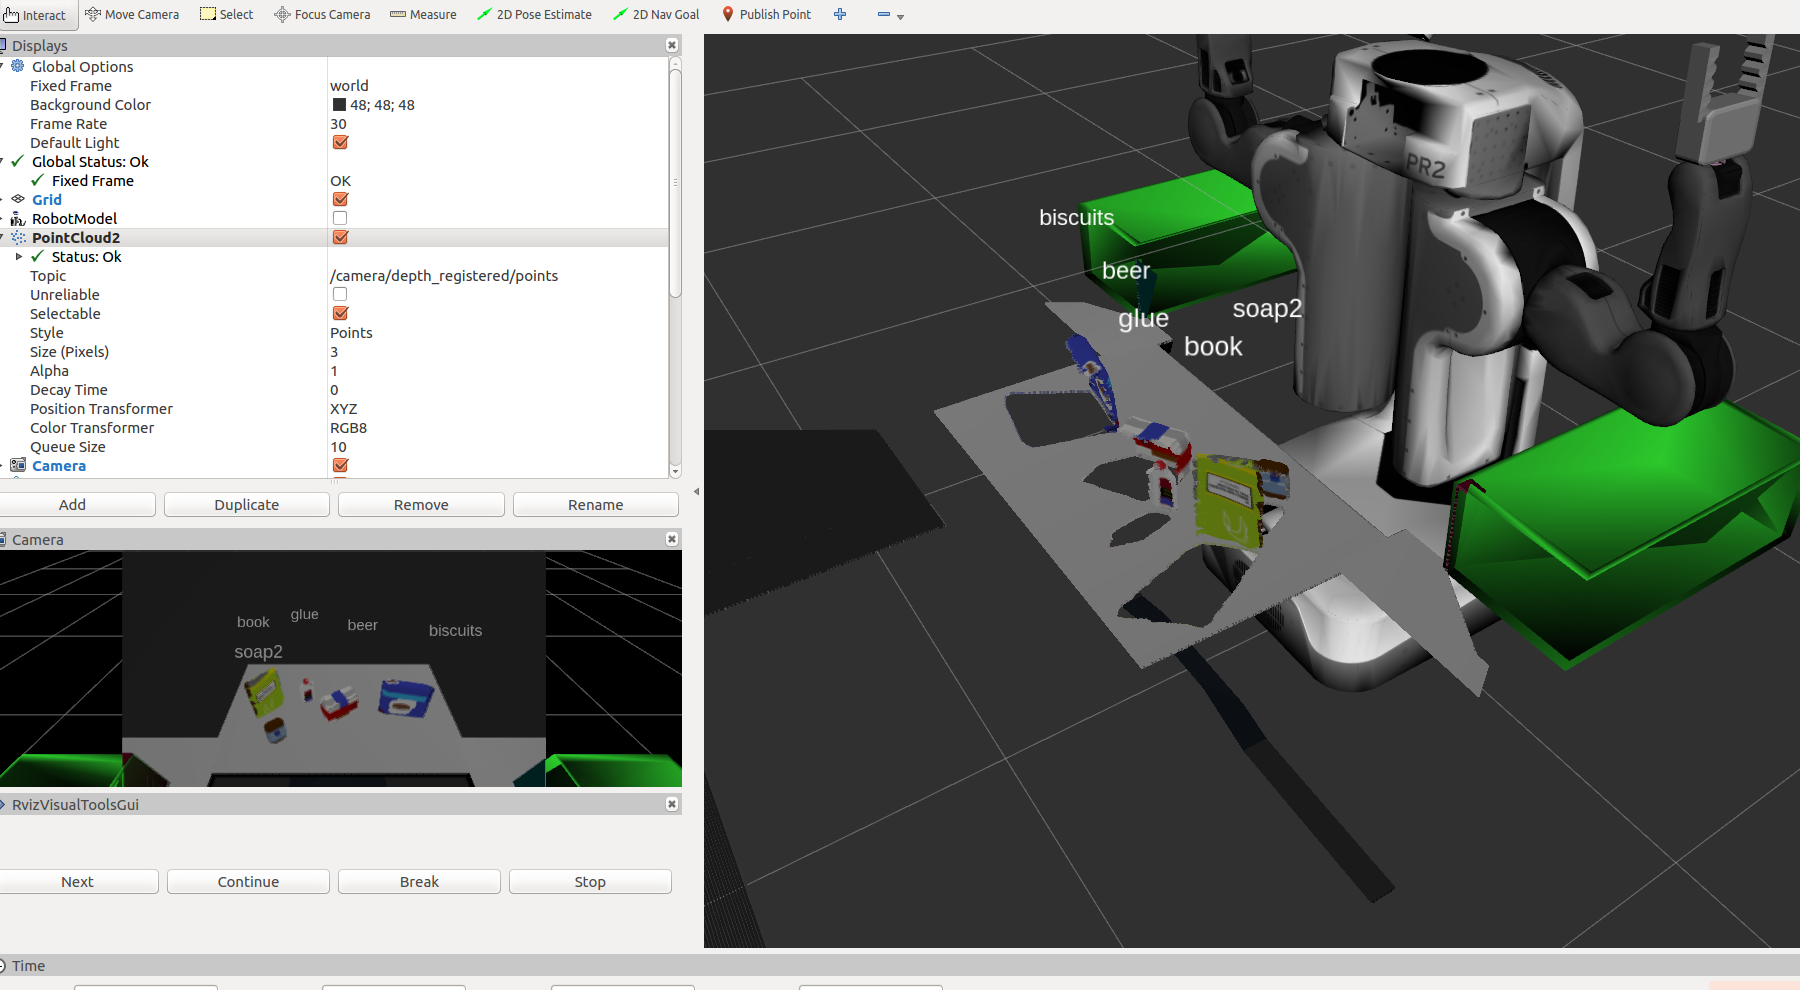 Interact Move Camera Select Focus Camera Measure 2D Pose Estimate 2D Nav Goal Publish Point
Displays
Global Options
Fixed Frame world
Background Color 48; 48; 48
Frame Rate 30
Default Light
Global Status: Ok
Fixed Frame OK
Grid
RobotModel
PointCloud2
Status: Ok
Topic /camera/depth_registered/points
Unreliable
Selectable
Style Points
Size (Pixels) 3
Alpha 1
Decay Time 0
Position Transformer XYZ
Color Transformer RGB8
Queue Size 10
Camera
Add Duplicate Remove Rename
Camera
book glue beer biscuits
soap2
RvizVisualToolsGui
Next Continue Break Stop
PR2
biscuits
beer
soap2
glue
book
Time